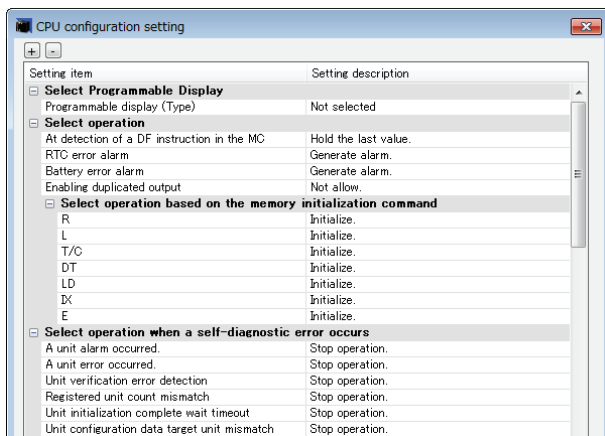 CPU configuration setting
+ -
Setting item Setting description
Select Programmable Display
Programmable display (Type) Not selected
Select operation
At detection of a DF instruction in the MC Hold the last value.
RTC error alarm Generate alarm.
Battery error alarm Generate alarm.
Enabling duplicated output Not allow.
Select operation based on the memory initialization command
R Initialize.
L Initialize.
T/C Initialize.
DT Initialize.
LD Initialize.
IX Initialize.
E Initialize.
Select operation when a self-diagnostic error occurs
A unit alarm occurred. Stop operation.
A unit error occurred. Stop operation.
Unit verification error detection Stop operation.
Registered unit count mismatch Stop operation.
Unit initialization complete wait timeout Stop operation.
Unit configuration data target unit mismatch Stop operation.